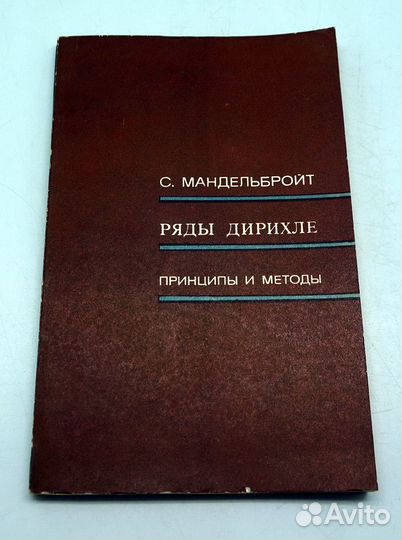 С. МАНДЕЛЬБРОЙТ
РЯДЫ ДИРИХЛЕ
ПРИНЦИПЫ И МЕТОДЫ
Avito